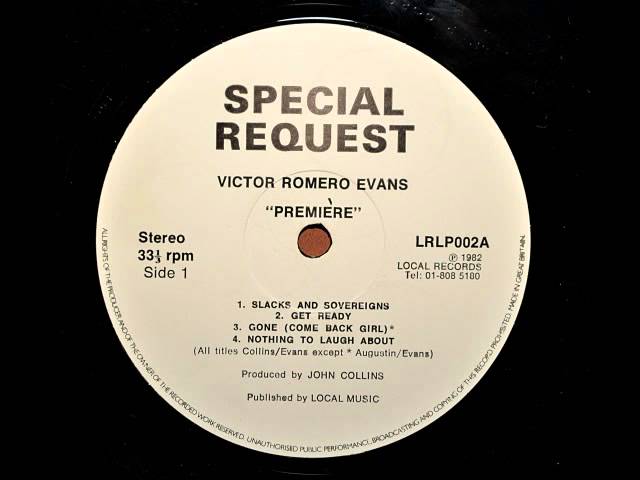 SPECIAL
REQUEST
VICTOR ROMERO EVANS
"PREMIÈRE"
Stereo
33⅓ rpm
Side 1
LRLP002A
℗ 1982
LOCAL RECORDS
Tel: 01-808 5180
1. SLACKS AND SOVEREIGNS
2. GET READY
3. GONE (COME BACK GIRL)*
4. NOTHING TO LAUGH ABOUT
(All titles Collins/Evans except * Augustin/Evans)
Produced by JOHN COLLINS
Published by LOCAL MUSIC
ALL RIGHTS OF THE PRODUCER AND OF THE OWNER OF THE RECORDED WORK RESERVED. UNAUTHORISED PUBLIC PERFORMANCE, BROADCASTING AND COPYING OF THIS RECORD PROHIBITED. MADE IN GREAT BRITAIN.